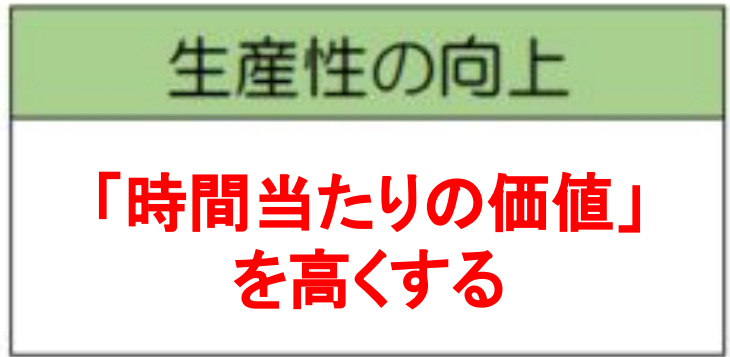 生産性の向上
「時間当たりの価値」
を高くする